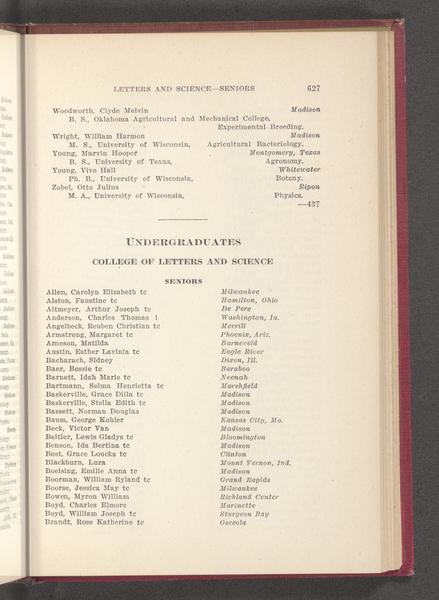 LETTERS AND SCIENCE—SENIORS 627
Woodworth, Clyde Melvin Madison
B. S., Oklahoma Agricultural and Mechanical College,
Experimental Breeding.
Wright, William Harmon Madison
M. S., University of Wisconsin, Agricultural Bacteriology.
Young, Marvin Hooper Montgomery, Texas
B. S., University of Texas, Agronomy.
Young, Vive Hall Whitewater
Ph. B., University of Wisconsin, Botany.
Zobel, Otto Julius Ripon
M. A., University of Wisconsin, Physics.
—437
UNDERGRADUATES
COLLEGE OF LETTERS AND SCIENCE
SENIORS
Allen, Carolyn Elizabeth tc Milwaukee
Alston, Faustine tc Hamilton, Ohio
Altmeyer, Arthur Joseph tc De Pere
Anderson, Charles Thomas l Washington, Ia.
Angelbeck, Reuben Christian tc Merrill
Armstrong, Margaret tc Phoenix, Ariz.
Arneson, Matilda Barneveld
Austin, Esther Lavinia tc Eagle River
Bacharach, Sidney Dixon, Ill.
Baer, Bessie tc Baraboo
Barnett, Idah Marie tc Neenah
Bartmann, Selma Henrietta tc Marshfield
Baskerville, Grace Dilla tc Madison
Baskerville, Stella Edith tc Madison
Bassett, Norman Douglas Madison
Baum, George Kohler Kansas City, Mo.
Beck, Victor Van Madison
Beitler, Lewis Gladys tc Bloomington
Benson, Ida Bertina tc Madison
Best, Grace Loucks tc Clinton
Blackburn, Lura Mount Vernon, Ind.
Boelsing, Emilie Anna tc Madison
Boorman, William Ryland tc Grand Rapids
Boorse, Jessica May tc Milwaukee
Bowen, Myron William Richland Center
Boyd, Charles Elmore Marinette
Boyd, William Joseph tc Sturgeon Bay
Brandt, Rose Katherine tc Osceola